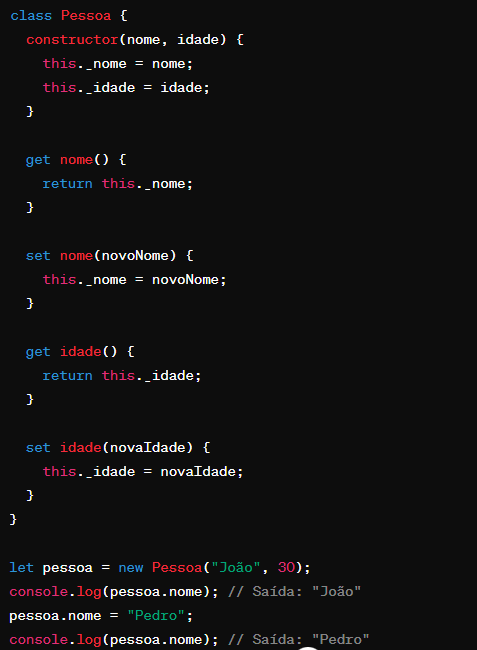 class Pessoa {
  constructor(nome, idade) {
    this._nome = nome;
    this._idade = idade;
  }

  get nome() {
    return this._nome;
  }

  set nome(novoNome) {
    this._nome = novoNome;
  }

  get idade() {
    return this._idade;
  }

  set idade(novaIdade) {
    this._idade = novaIdade;
  }
}

let pessoa = new Pessoa("João", 30);
console.log(pessoa.nome); // Saída: "João"
pessoa.nome = "Pedro";
console.log(pessoa.nome); // Saída: "Pedro"